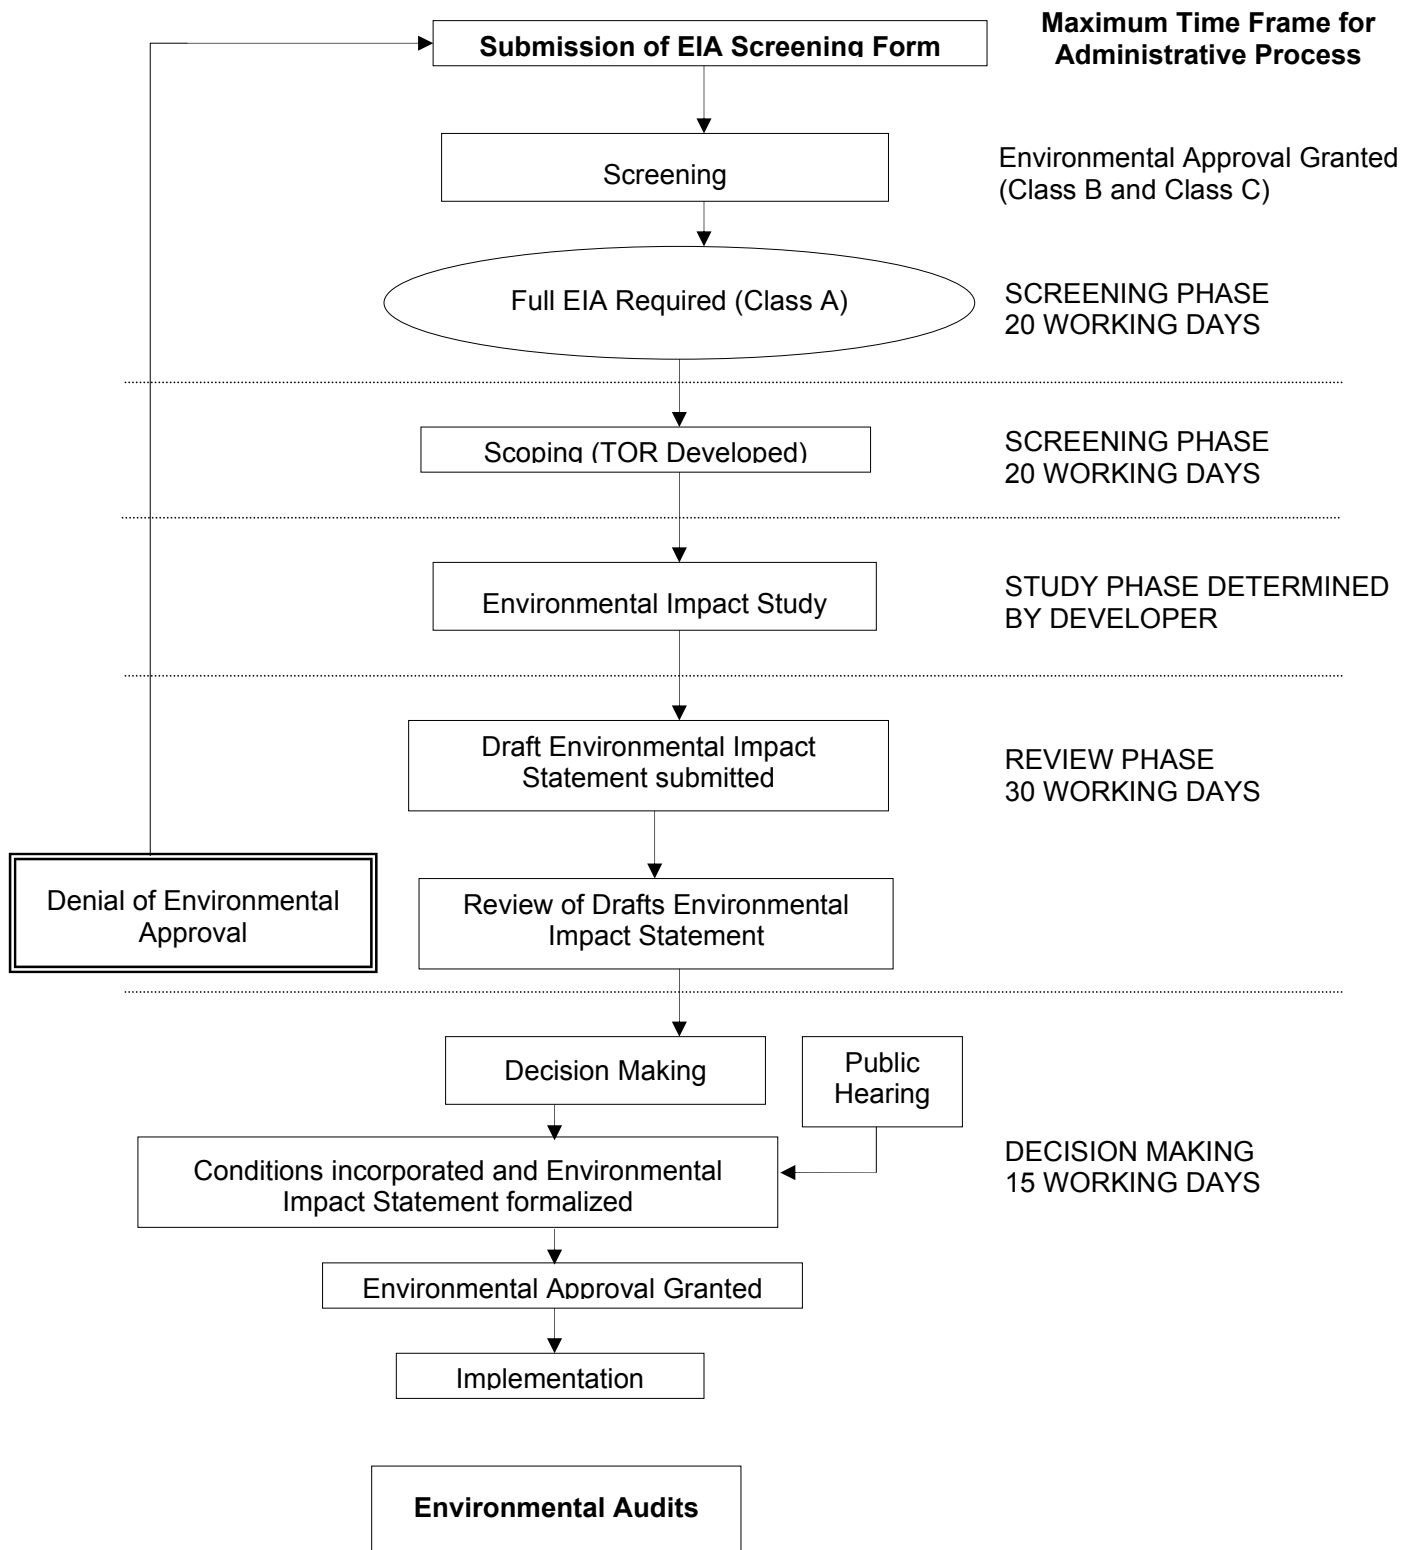 Submission of EIA Screening Form
Maximum Time Frame for
Administrative Process
Screening
Environmental Approval Granted
(Class B and Class C)
Full EIA Required (Class A)
SCREENING PHASE
20 WORKING DAYS
Scoping (TOR Developed)
SCREENING PHASE
20 WORKING DAYS
Environmental Impact Study
STUDY PHASE DETERMINED
BY DEVELOPER
Draft Environmental Impact
Statement submitted
REVIEW PHASE
30 WORKING DAYS
Denial of Environmental
Approval
Review of Drafts Environmental
Impact Statement
Decision Making
Public
Hearing
Conditions incorporated and Environmental
Impact Statement formalized
DECISION MAKING
15 WORKING DAYS
Environmental Approval Granted
Implementation
Environmental Audits